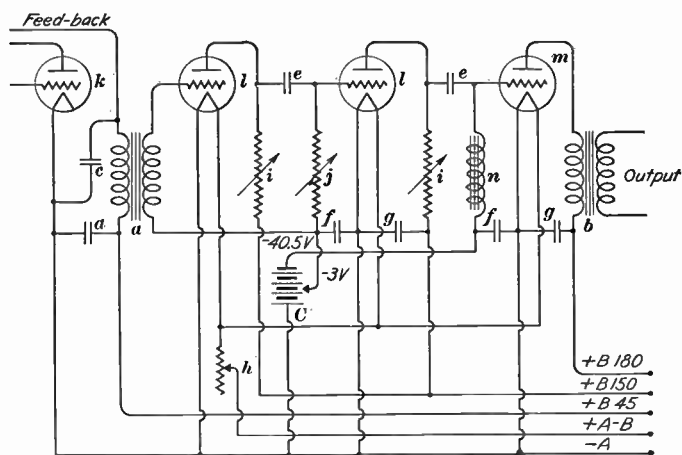 Feed-back
k
l
e
l
e
m
c
i
j
i
n
Output
a
a
f
g
f
g
b
-40.5V
-3V
C
h
+B 180
+B 150
+B 45
+A-B
-A